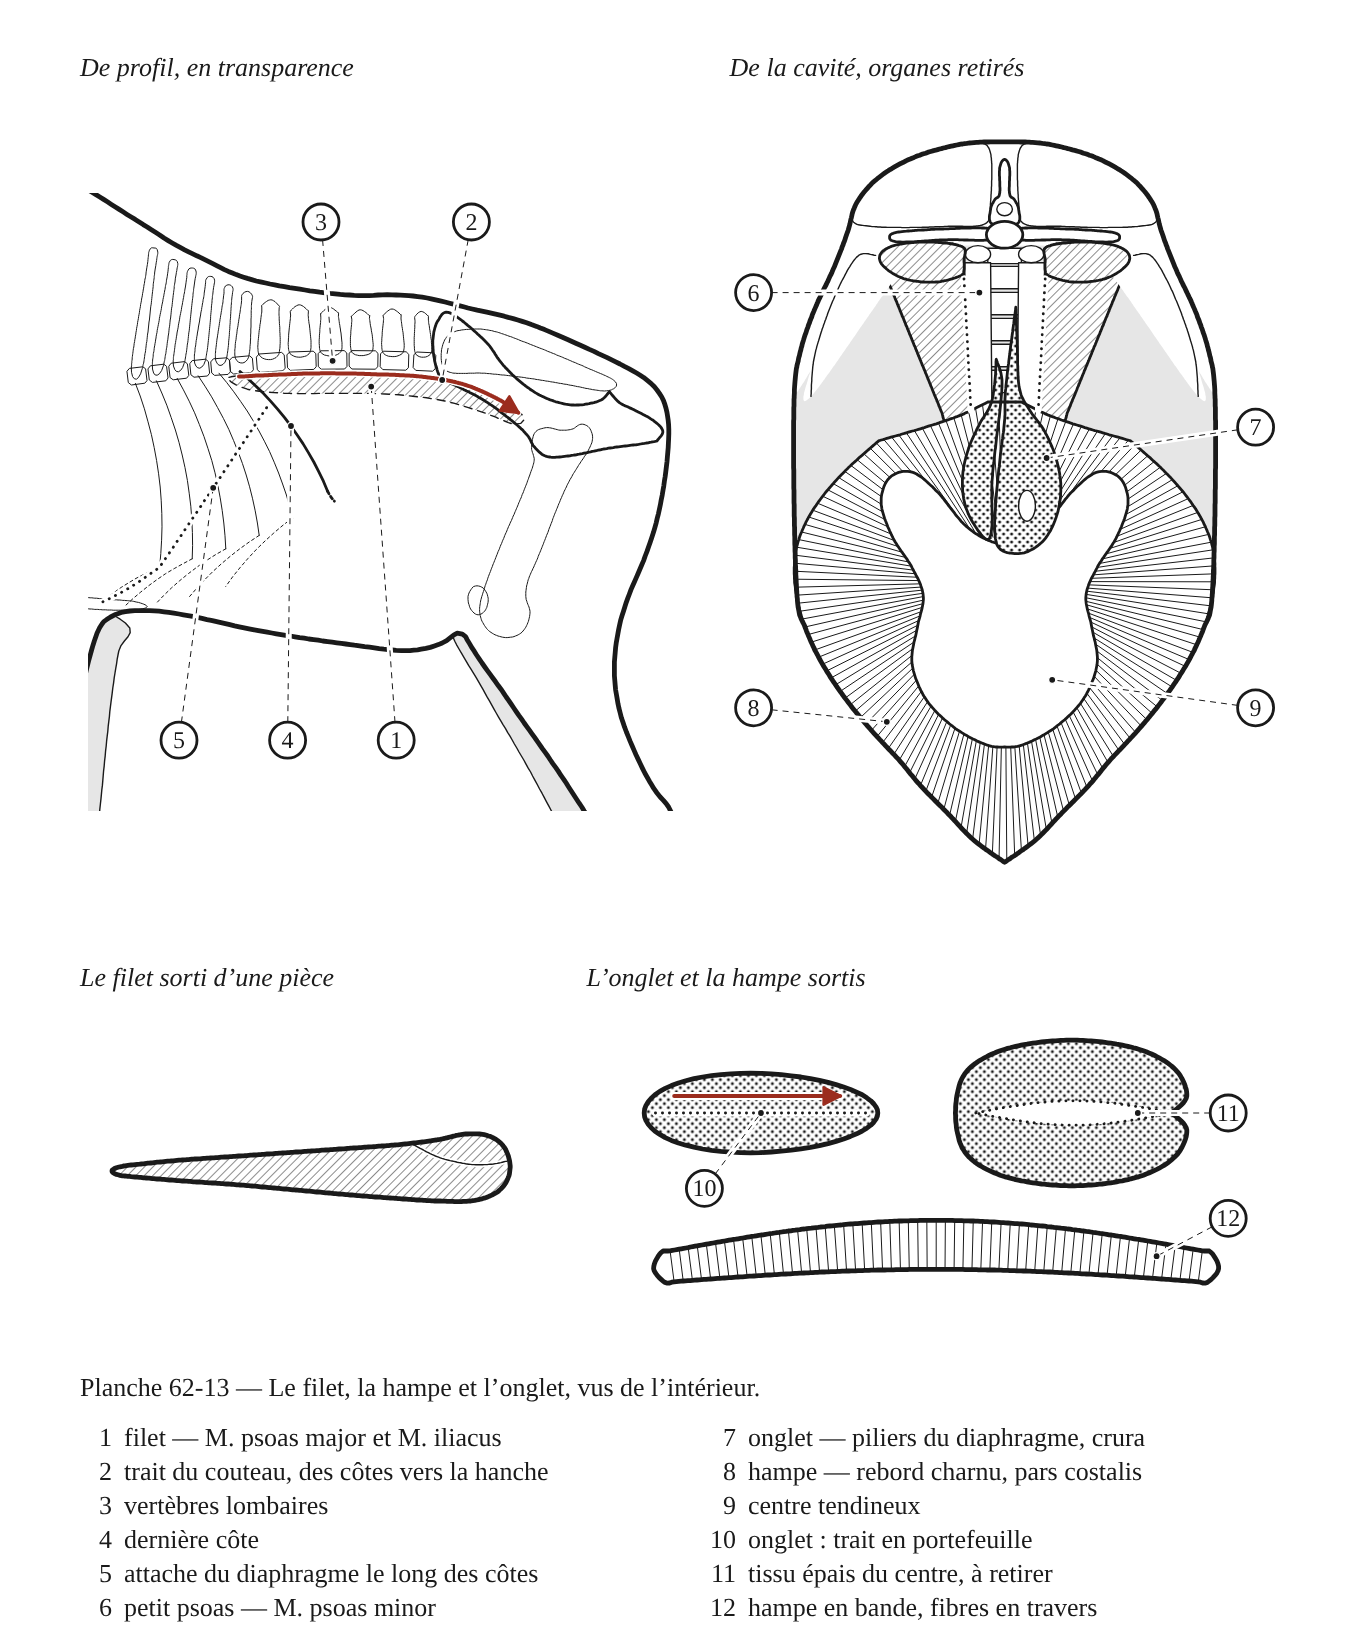 De profil, en transparence
De la cavité, organes retirés
3
2
6
7
5
4
1
8
9
Le filet sorti d’une pièce
L’onglet et la hampe sortis
11
10
12
Planche 62-13 — Le filet, la hampe et l’onglet, vus de l’intérieur.
1 filet — M. psoas major et M. iliacus
2 trait du couteau, des côtes vers la hanche
3 vertèbres lombaires
4 dernière côte
5 attache du diaphragme le long des côtes
6 petit psoas — M. psoas minor
7 onglet — piliers du diaphragme, crura
8 hampe — rebord charnu, pars costalis
9 centre tendineux
10 onglet : trait en portefeuille
11 tissu épais du centre, à retirer
12 hampe en bande, fibres en travers